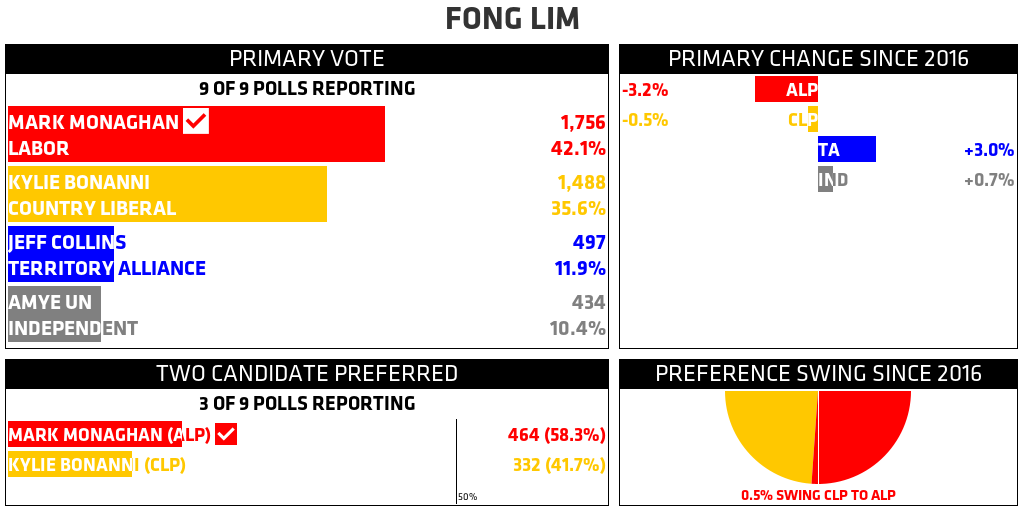 FONG LIM
PRIMARY VOTE
9 OF 9 POLLS REPORTING
MARK MONAGHAN 1,756
LABOR 42.1%
KYLIE BONANNI 1,488
COUNTRY LIBERAL 35.6%
JEFF COLLINS 497
TERRITORY ALLIANCE 11.9%
AMYE UN 434
INDEPENDENT 10.4%
PRIMARY CHANGE SINCE 2016
-3.2% ALP
-0.5% CLP
TA +3.0%
IND +0.7%
TWO CANDIDATE PREFERRED
3 OF 9 POLLS REPORTING
MARK MONAGHAN (ALP) 464 (58.3%)
KYLIE BONANNI (CLP) 332 (41.7%)
50%
PREFERENCE SWING SINCE 2016
0.5% SWING CLP TO ALP